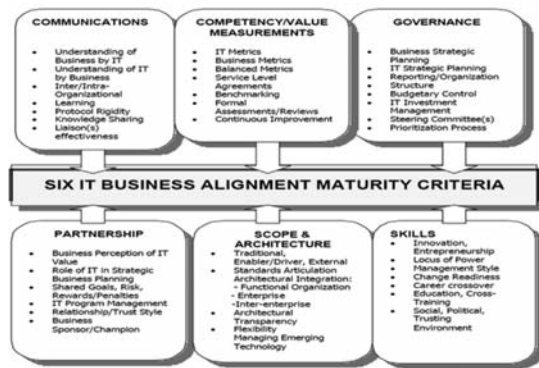 COMMUNICATIONS
• Understanding of
Business by IT
• Understanding of IT
by Business
• Inter/Intra-
Organizational
• Learning
• Protocol Rigidity
• Knowledge Sharing
• Liaison(s)
effectiveness
COMPETENCY/VALUE
MEASUREMENTS
• IT Metrics
• Business Metrics
• Balanced Metrics
• Service Level
Agreements
• Benchmarking
• Formal
Assessments/Reviews
• Continuous Improvement
GOVERNANCE
• Business Strategic
Planning
• IT Strategic Planning
• Reporting/Organization
Structure
• Budgetary Control
• IT Investment
Management
• Steering Committee(s)
• Prioritization Process
SIX IT BUSINESS ALIGNMENT MATURITY CRITERIA
PARTNERSHIP
• Business Perception of IT
Value
• Role of IT in Strategic
Business Planning
• Shared Goals, Risk,
Rewards/Penalties
• IT Program Management
• Relationship/Trust Style
• Business
Sponsor/Champion
SCOPE &
ARCHITECTURE
• Traditional,
Enabler/Driver, External
• Standards Articulation
Architectural Integration:
- Functional Organization
- Enterprise
-Inter-enterprise
• Architectural
Transparency
• Flexibility
Managing Emerging
Technology
SKILLS
• Innovation,
Entrepreneurship
• Locus of Power
• Management Style
• Change Readiness
• Career crossover
• Education, Cross-
Training
• Social, Political,
Trusting
Environment